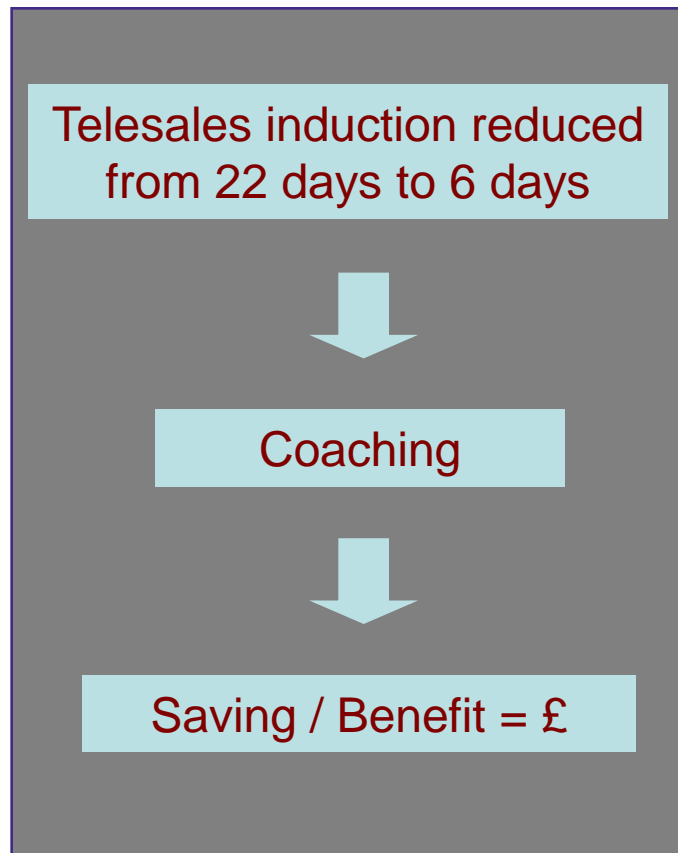 Telesales induction reduced
from 22 days to 6 days
Coaching
Saving / Benefit = £